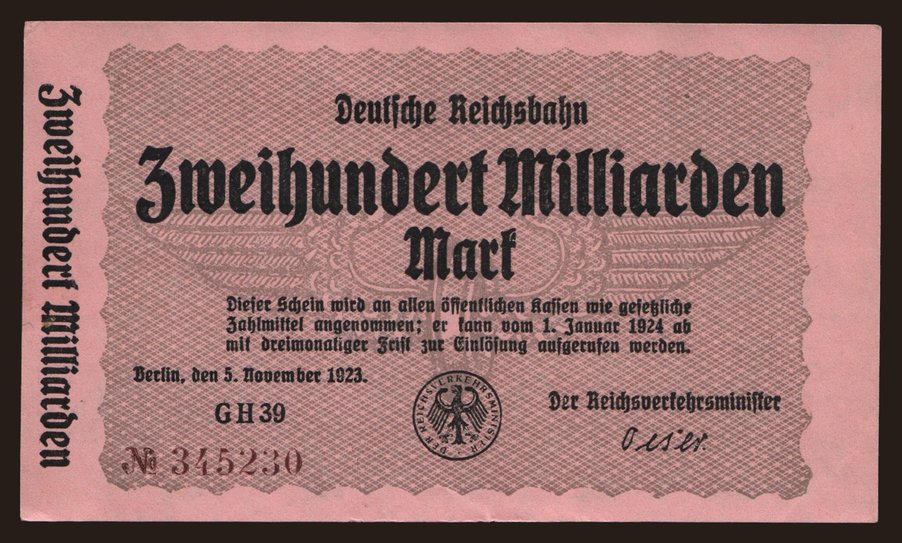 Deutsche Reichsbahn
Zweihundert Milliarden
Mark
Dieser Schein wird an allen öffentlichen Kassen wie gesetzliche
Zahlmittel angenommen; er kann vom 1. Januar 1924 ab
mit dreimonatiger Frist zur Einlösung aufgerufen werden.
Berlin, den 5. November 1923.
GH 39
№ 345230
DER REICHSVERKEHRSMINISTER
Der Reichsverkehrsminister
Oeser.
Zweihundert Milliarden